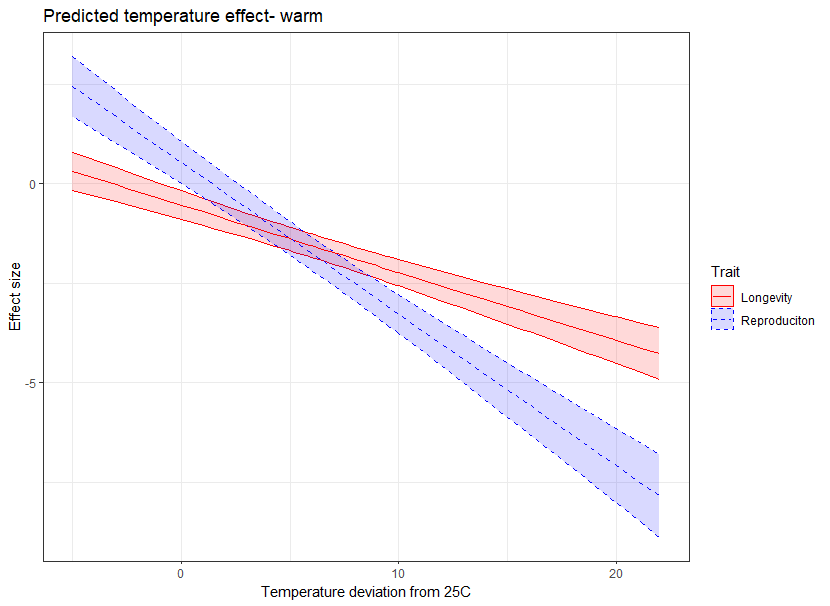 Predicted temperature effect- warm
Effect size
0
-5
0
10
20
Temperature deviation from 25C
Trait
Longevity
Reproduciton